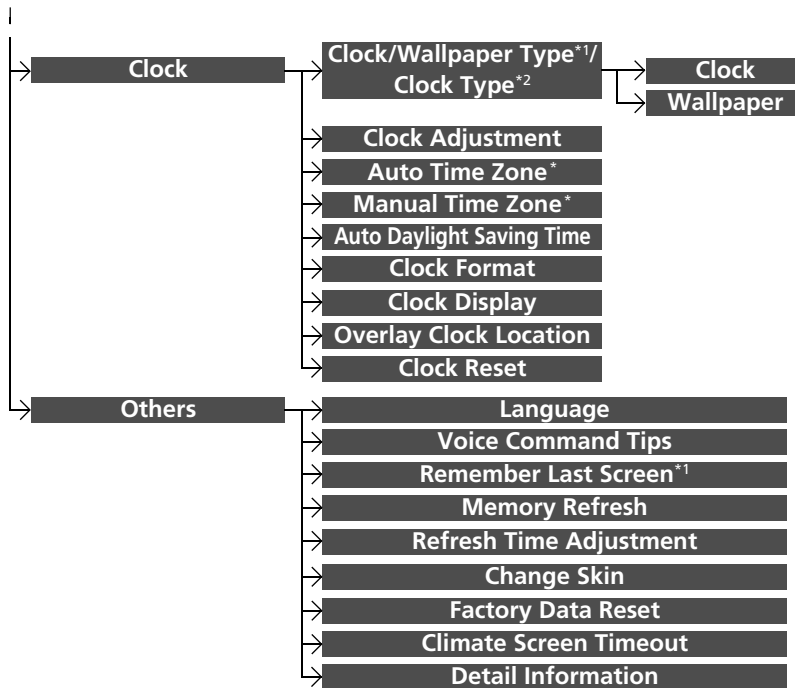 Clock
Clock/Wallpaper Type*1/
Clock Type*2
Clock
Wallpaper
Clock Adjustment
Auto Time Zone*
Manual Time Zone*
Auto Daylight Saving Time
Clock Format
Clock Display
Overlay Clock Location
Clock Reset
Others
Language
Voice Command Tips
Remember Last Screen*1
Memory Refresh
Refresh Time Adjustment
Change Skin
Factory Data Reset
Climate Screen Timeout
Detail Information